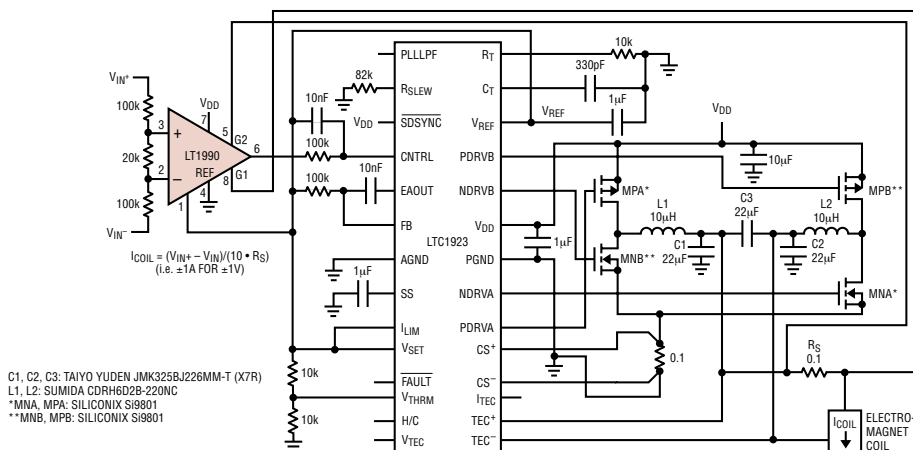 PLLLPF
RT
10k
330pF
82k
RSLEW
CT
VIN+
100k
VDD
10nF
1µF
VREF
VDD
SDSYNC
VREF
VDD
3
+
7
5
G2
6
100k
CNTRL
PDRVB
10µF
20k
LT1990
10nF
EAOUT
NDRVB
MPA*
MPB**
REF
G1
2
–
4
8
100k
L1
10µH
C3
22µF
L2
10µH
100k
1
FB
VDD
LTC1923
VIN–
1µF
C1
22µF
C2
22µF
AGND
PGND
MNB**
ICOIL = (VIN+ – VIN)/(10 • RS)
(i.e. ±1A FOR ±1V)
1µF
SS
NDRVA
MNA*
ILIM
PDRVA
VSET
CS+
RS
0.1
0.1
10k
C1, C2, C3: TAIYO YUDEN JMK325BJ226MM-T (X7R)
L1, L2: SUMIDA CDRH6D2B-220NC
*MNA, MPA: SILICONIX Si9801
**MNB, MPB: SILICONIX Si9801
FAULT
CS–
VTHRM
ITEC
10k
H/C
TEC+
VTEC
TEC–
ICOIL
ELECTRO-
MAGNET
COIL